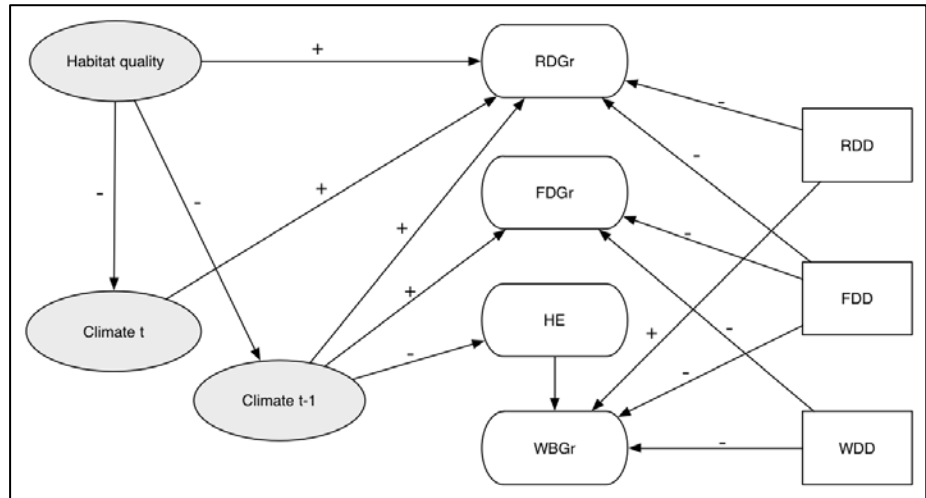 Habitat quality
+
RDGr
-
RDD
-
-
+
-
FDGr
+
-
+
FDD
Climate t
HE
+
-
-
-
Climate t-1
WBGr
-
WDD